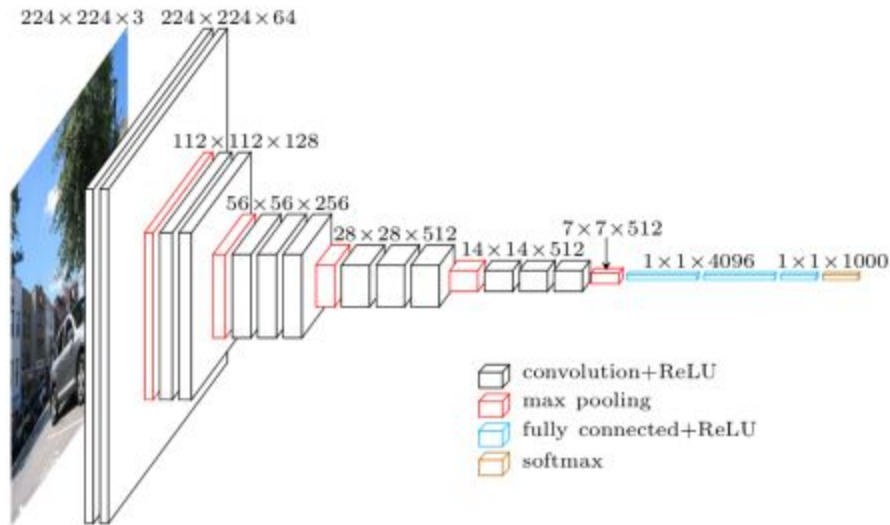 224×224×3
224×224×64
112×112×128
56×56×256
28×28×512
14×14×512
7×7×512
1×1×4096
1×1×1000
convolution+ReLU
max pooling
fully connected+ReLU
softmax